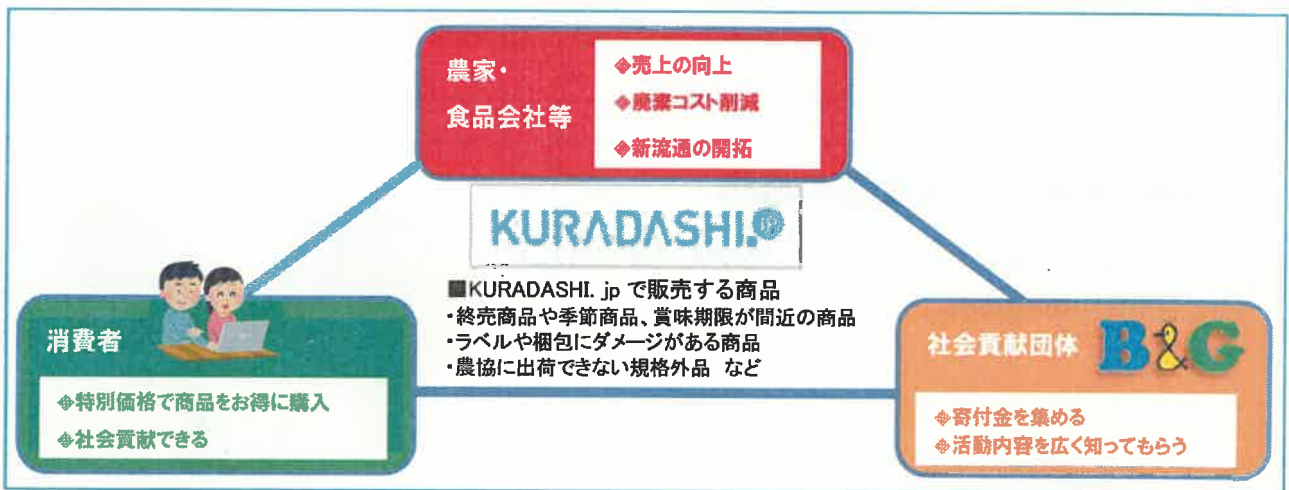 農家・
食品会社等
◆売上の向上
◆廃棄コスト削減
◆新流通の開拓
KURADASHI.jp
■KURADASHI. jp で販売する商品
・終売商品や季節商品、賞味期限が間近の商品
・ラベルや梱包にダメージがある商品
・農協に出荷できない規格外品 など
消費者
◆特別価格で商品をお得に購入
◆社会貢献できる
社会貢献団体
B&G
◆寄付金を集める
◆活動内容を広く知ってもらう